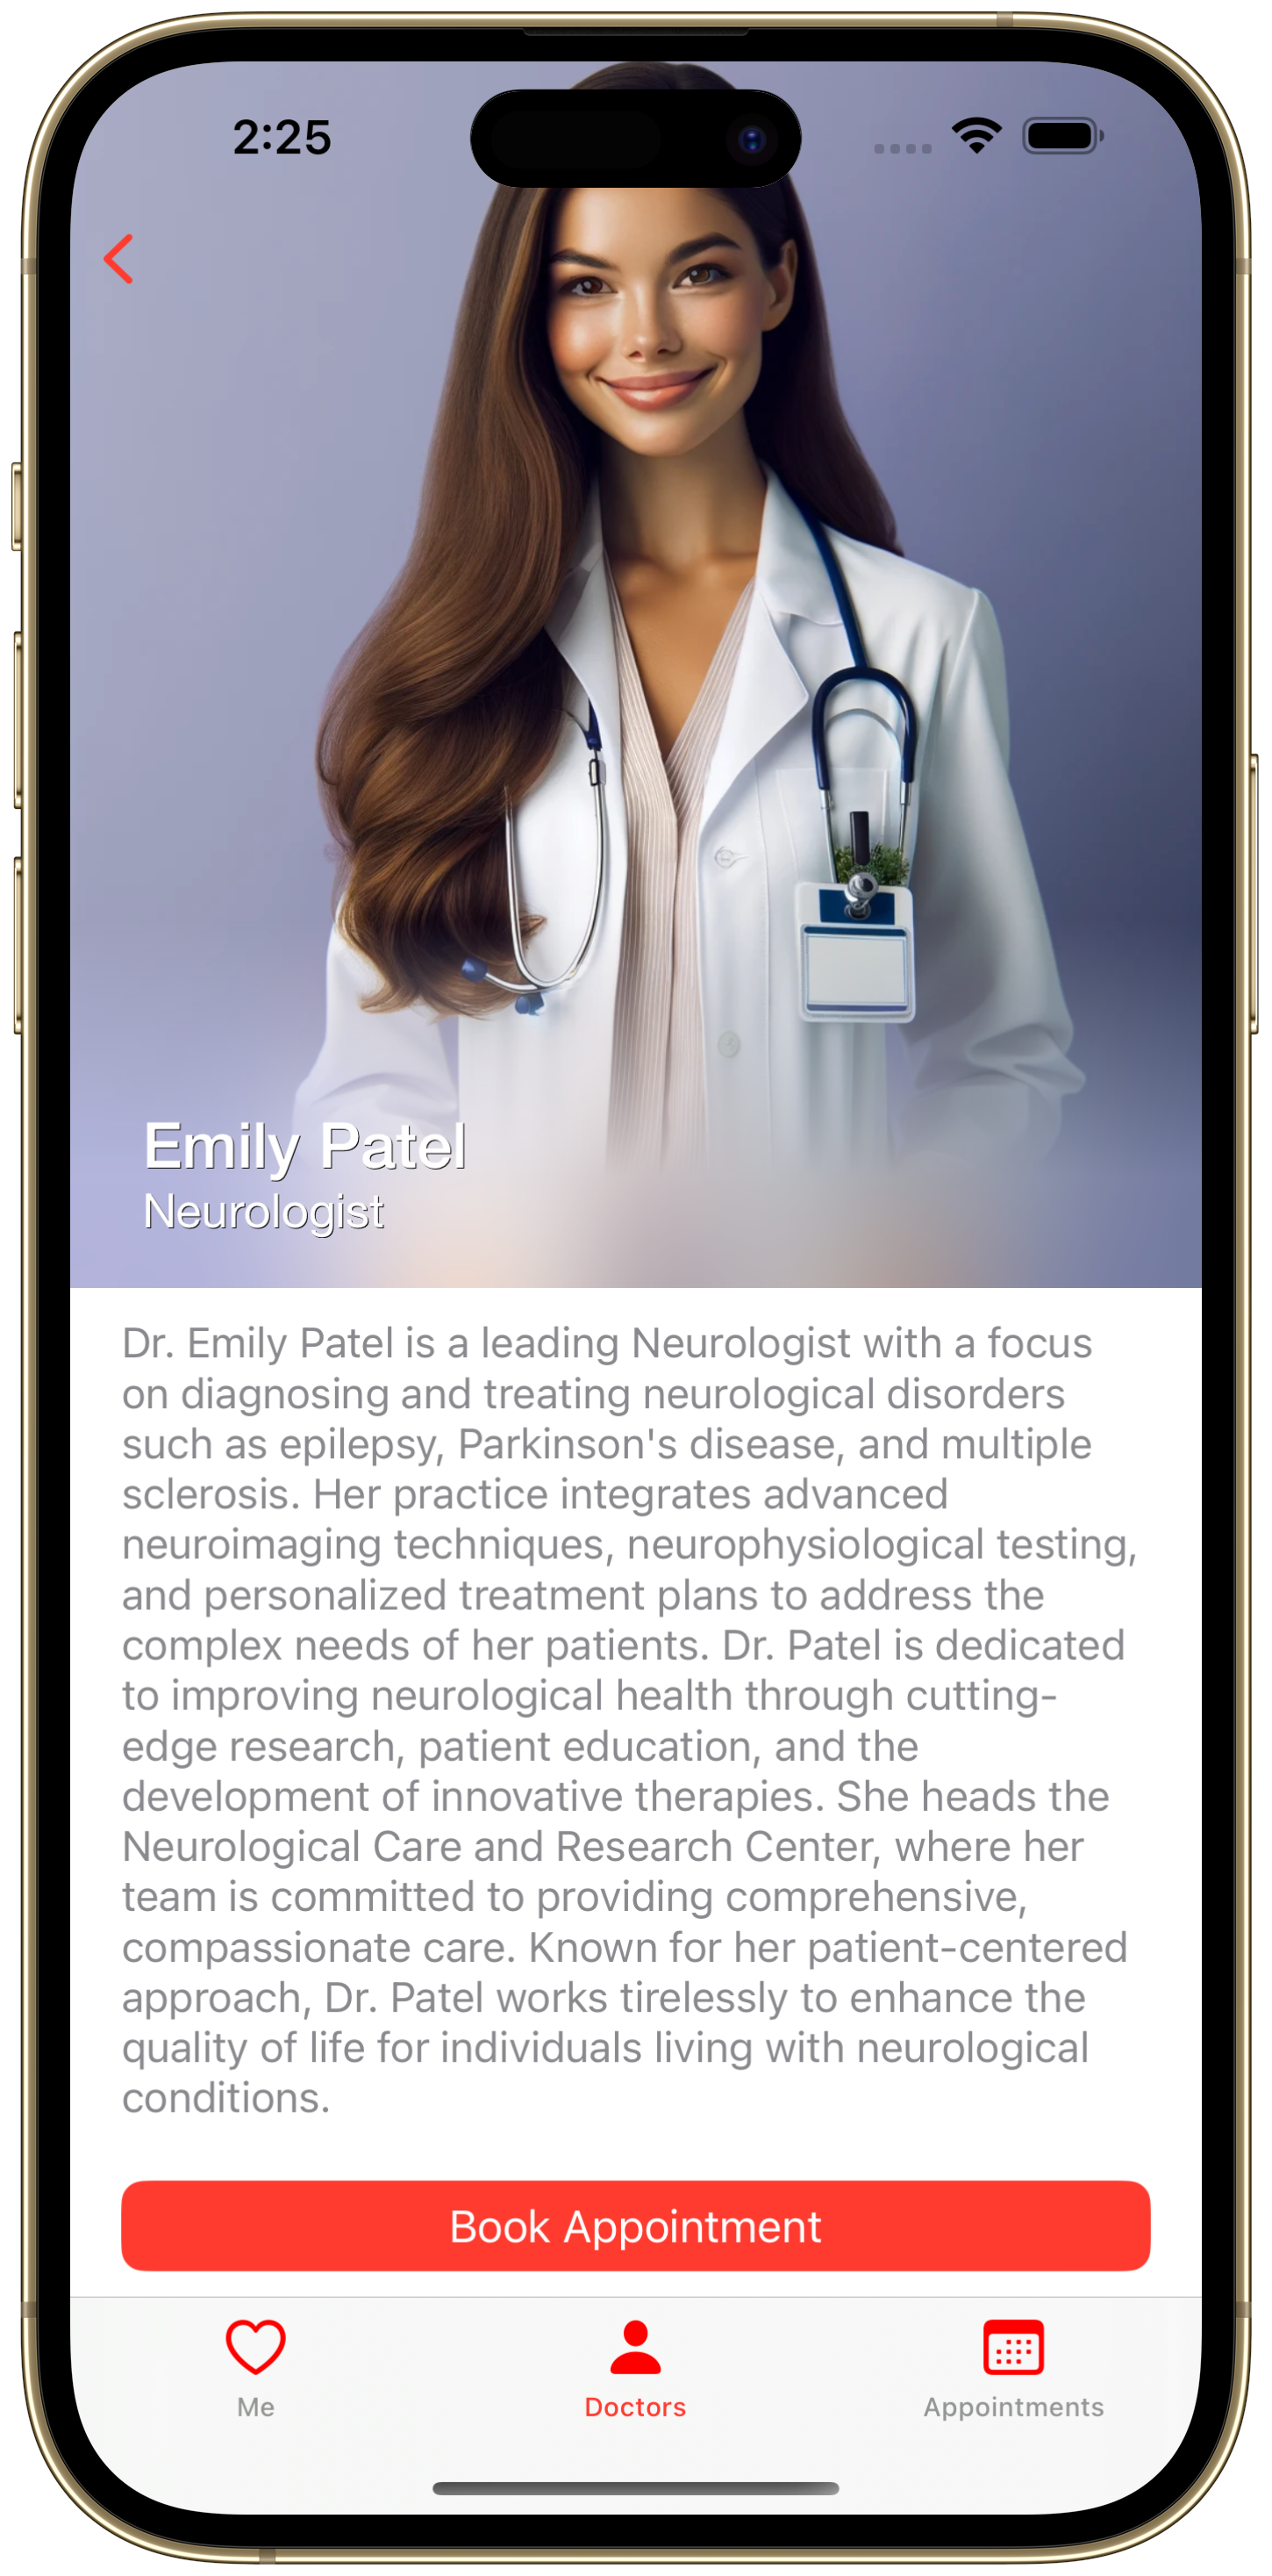 2:25
Emily Patel
Neurologist
Dr. Emily Patel is a leading Neurologist with a focus
on diagnosing and treating neurological disorders
such as epilepsy, Parkinson's disease, and multiple
sclerosis. Her practice integrates advanced
neuroimaging techniques, neurophysiological testing,
and personalized treatment plans to address the
complex needs of her patients. Dr. Patel is dedicated
to improving neurological health through cutting-
edge research, patient education, and the
development of innovative therapies. She heads the
Neurological Care and Research Center, where her
team is committed to providing comprehensive,
compassionate care. Known for her patient-centered
approach, Dr. Patel works tirelessly to enhance the
quality of life for individuals living with neurological
conditions.
Book Appointment
Me
Doctors
Appointments